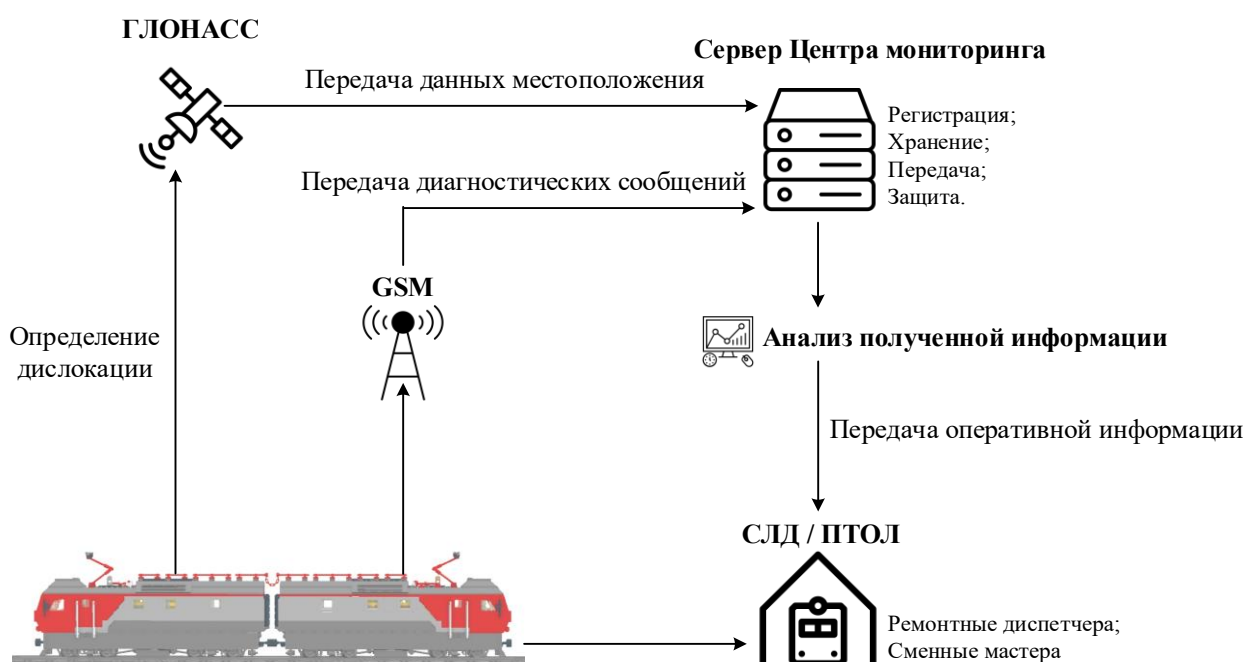 ГЛОНАСС
Сервер Центра мониторинга
Передача данных местоположения
Регистрация;
Хранение;
Передача;
Защита.
Передача диагностических сообщений
GSM
Определение
дислокации
Анализ полученной информации
Передача оперативной информации
СЛД / ПТОЛ
Ремонтные диспетчера;
Сменные мастера